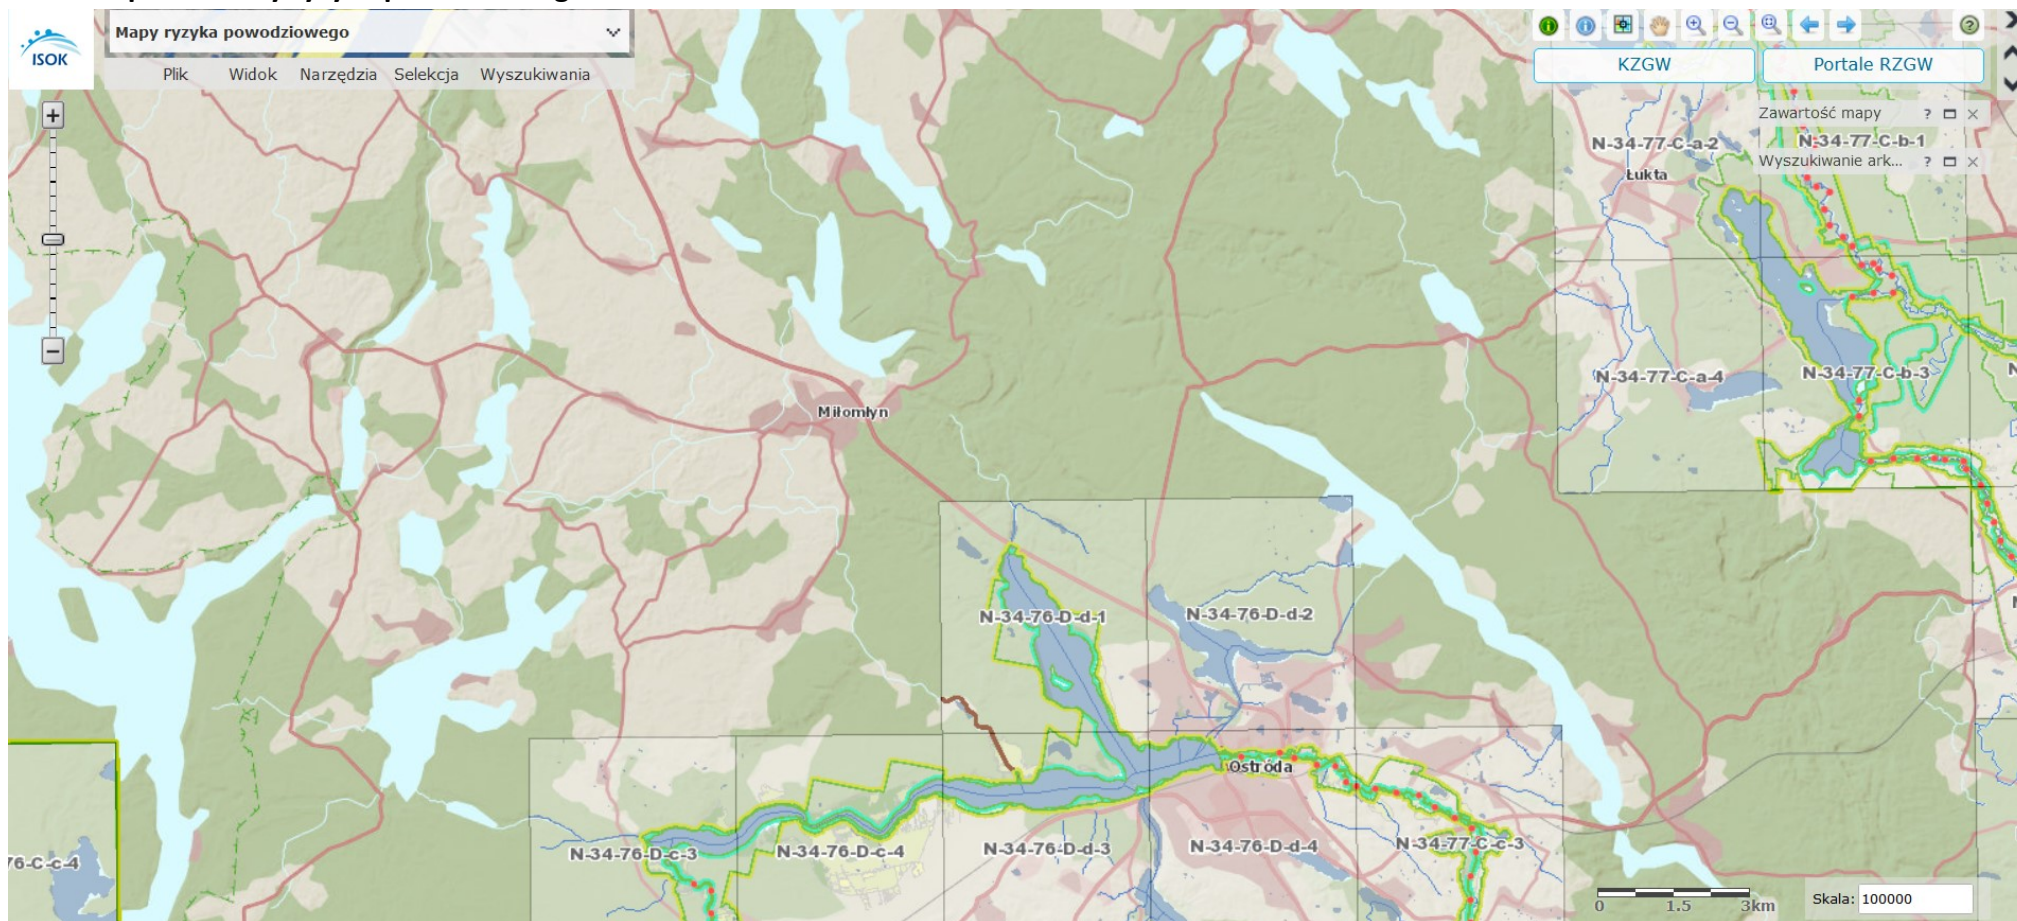 ISOK
Mapy ryzyka powodziowego
Plik Widok Narzędzia Selekcja Wyszukiwania
KZGW Portale RZGW
Zawartość mapy
N-34-77-C-a-2 N-34-77-C-b-1
Wyszukiwanie ark...
Łukta
N-34-77-C-a-4 N-34-77-C-b-3
Miłomłyn
N-34-76-D-d-1 N-34-76-D-d-2
Ostróda
N-34-76-D-c-3 N-34-76-D-c-4 N-34-76-D-d-3 N-34-76-D-d-4 N-34-77-C-c-3
76-C-c-4
0 1.5 3km
Skala: 100000